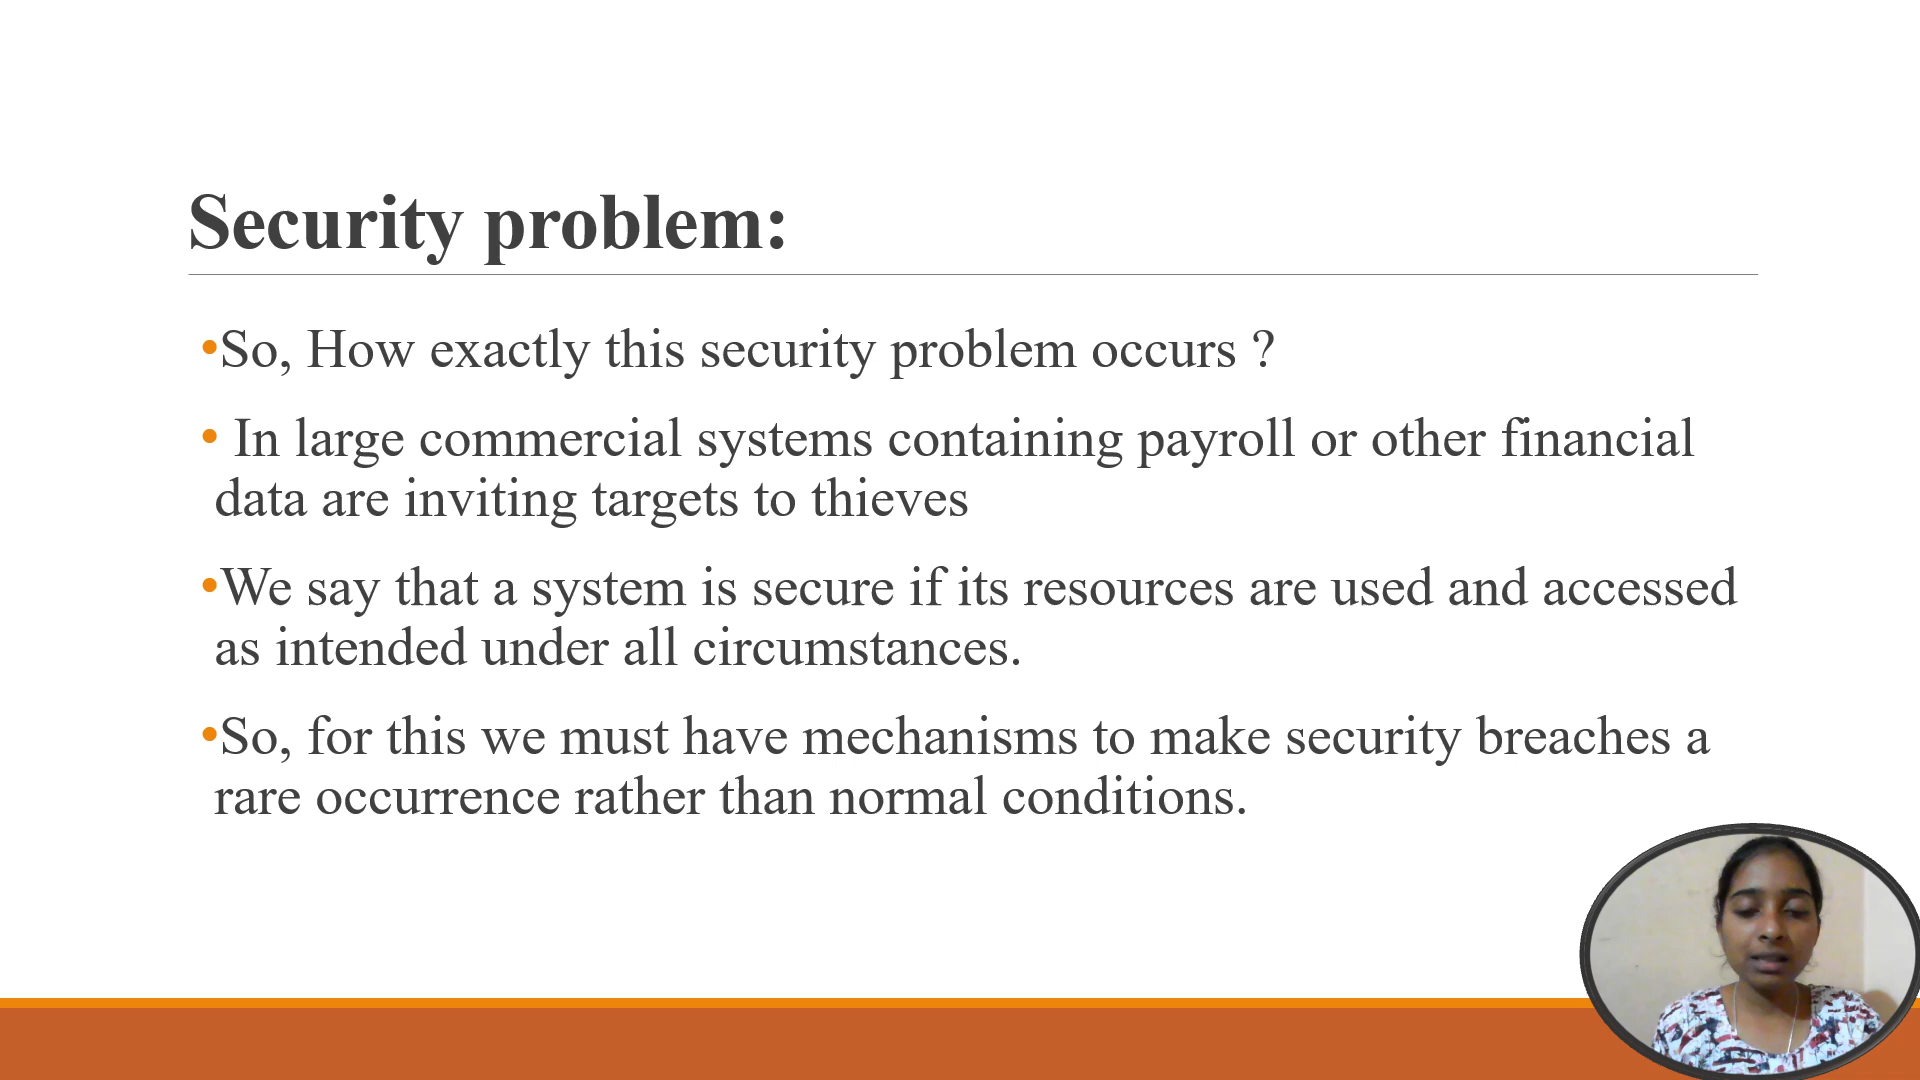 Security problem:
•So, How exactly this security problem occurs ?
• In large commercial systems containing payroll or other financial
data are inviting targets to thieves
•We say that a system is secure if its resources are used and accessed
as intended under all circumstances.
•So, for this we must have mechanisms to make security breaches a
rare occurrence rather than normal conditions.